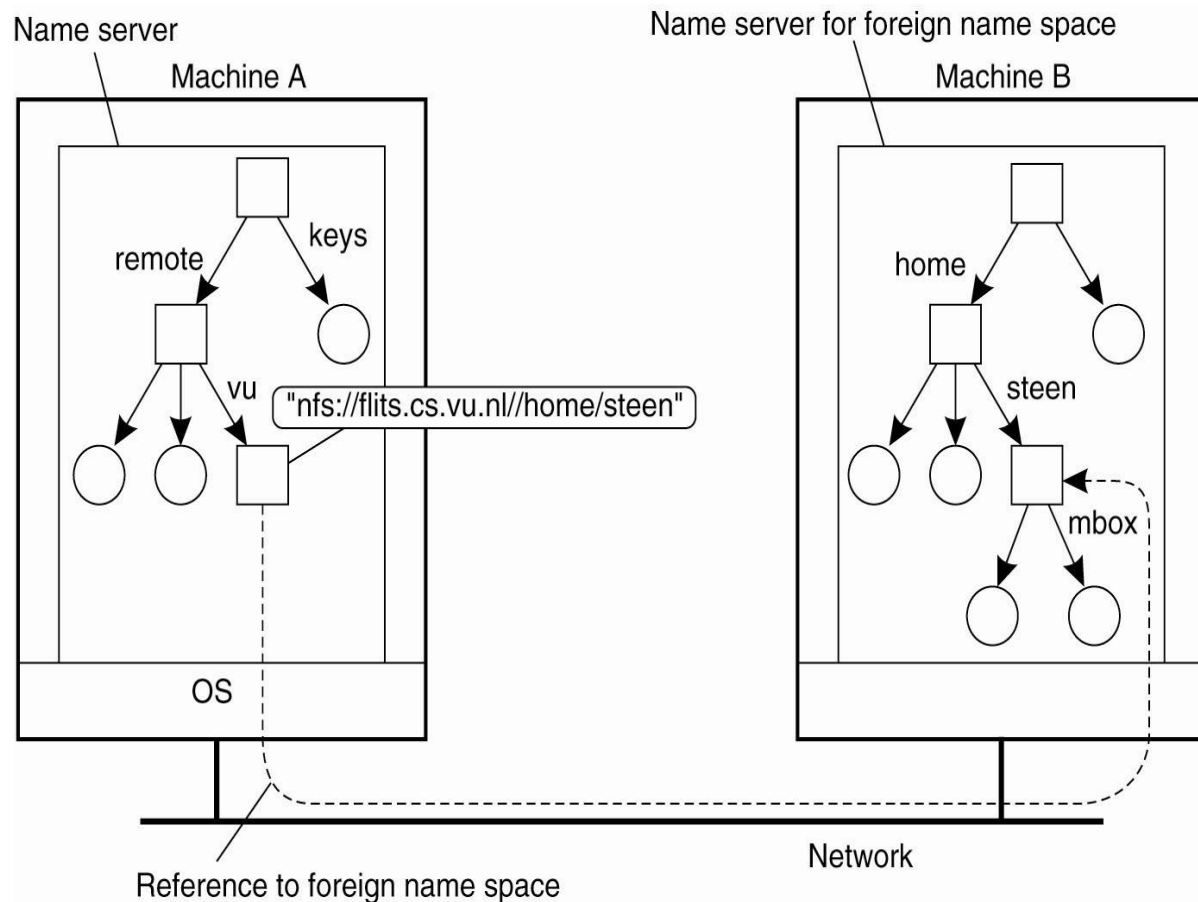 Name server
Name server for foreign name space
Machine A
Machine B
keys
remote
home
vu
steen
"nfs://flits.cs.vu.nl//home/steen"
mbox
OS
Network
Reference to foreign name space